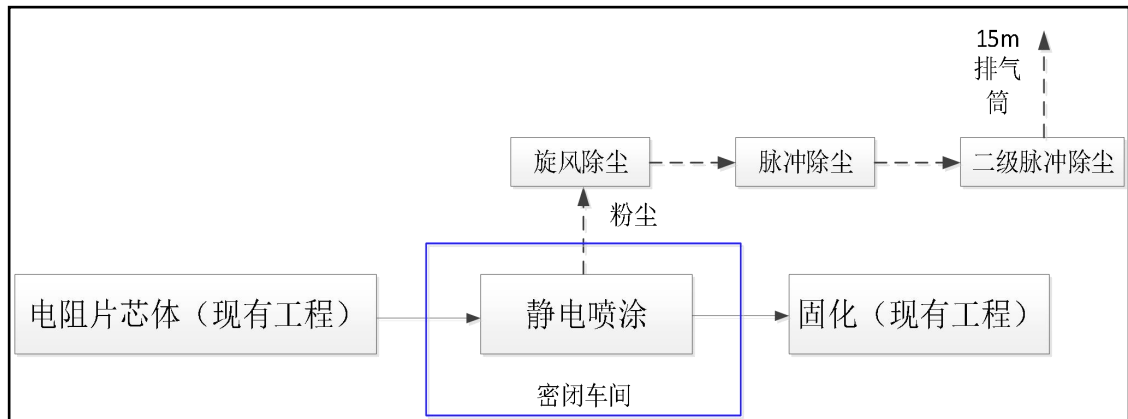 15m
排气
筒
旋风除尘
脉冲除尘
二级脉冲除尘
粉尘
电阻片芯体（现有工程）
静电喷涂
固化（现有工程）
密闭车间